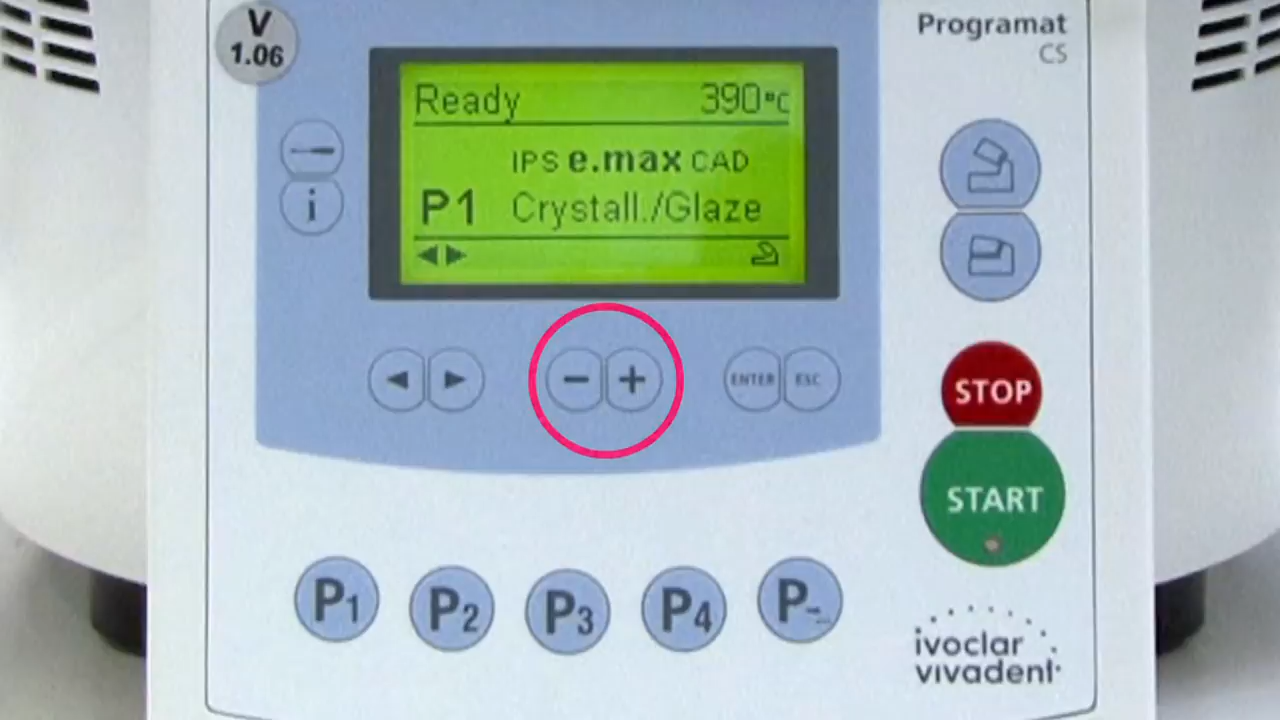 V
1.06
Programat
CS
Ready 390°C
IPS e.max CAD
P1 Crystall./Glaze
i
− +
ENTER ESC
STOP
START
P1 P2 P3 P4 P-...
ivoclar
vivadent